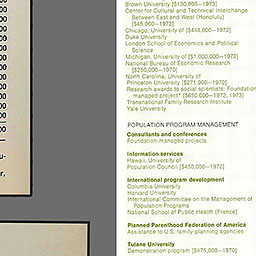 Brown University [$130,995—1973]
Center for Cultural and Technical Interchange
Between East and West (Honolulu)
[$45,000—1973]
Chicago, University of [$448,000—1972]
Duke University
London School of Economics and Political
Science
Michigan, University of [$1,000,000—1972]
National Bureau of Economic Research
[$250,000—1970]
North Carolina, University of
Princeton University [$271,000—1970]
Research awards to social scientists: Foundation-
managed project* [$650,000—1972, 1973]
Transnational Family Research Institute
Yale University
POPULATION PROGRAM MANAGEMENT
Consultants and conferences
Foundation-managed projects
Information services
Hawaii, University of
Population Council [$450,000—1972]
International program development
Columbia University
Harvard University
International Committee on the Management of
Population Programs
National School of Public Health (France)
Planned Parenthood Federation of America
Assistance to U.S. family-planning agencies
Tulane University
Demonstration program [$475,000—1970]